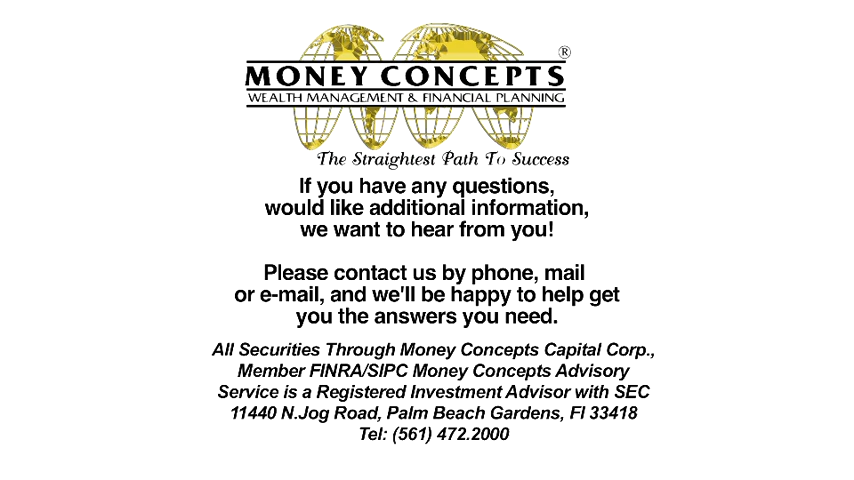 MONEY CONCEPTS®
WEALTH MANAGEMENT & FINANCIAL PLANNING
The Straightest Path To Success
If you have any questions,
would like additional information,
we want to hear from you!
Please contact us by phone, mail
or e-mail, and we'll be happy to help get
you the answers you need.
All Securities Through Money Concepts Capital Corp.,
Member FINRA/SIPC Money Concepts Advisory
Service is a Registered Investment Advisor with SEC
11440 N.Jog Road, Palm Beach Gardens, Fl 33418
Tel: (561) 472.2000